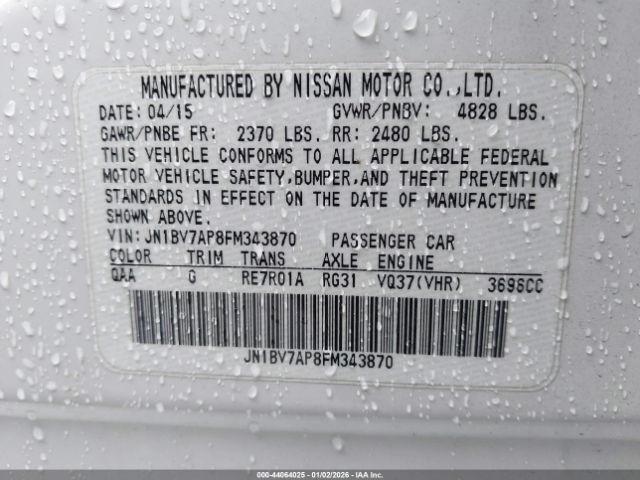 MANUFACTURED BY NISSAN MOTOR CO.,LTD.
DATE: 04/15 GVWR/PNBV: 4828 LBS.
GAWR/PNBE FR: 2370 LBS. RR: 2480 LBS.
THIS VEHICLE CONFORMS TO ALL APPLICABLE FEDERAL
MOTOR VEHICLE SAFETY,BUMPER,AND THEFT PREVENTION
STANDARDS IN EFFECT ON THE DATE OF MANUFACTURE
SHOWN ABOVE.
VIN: JN1BV7AP8FM343870 PASSENGER CAR
COLOR TRIM TRANS AXLE ENGINE
QAA G RE7R01A RG31 VQ37(VHR) 3696CC
JN1BV7AP8FM343870
000-44064025 - 01/02/2026 - IAAI.com